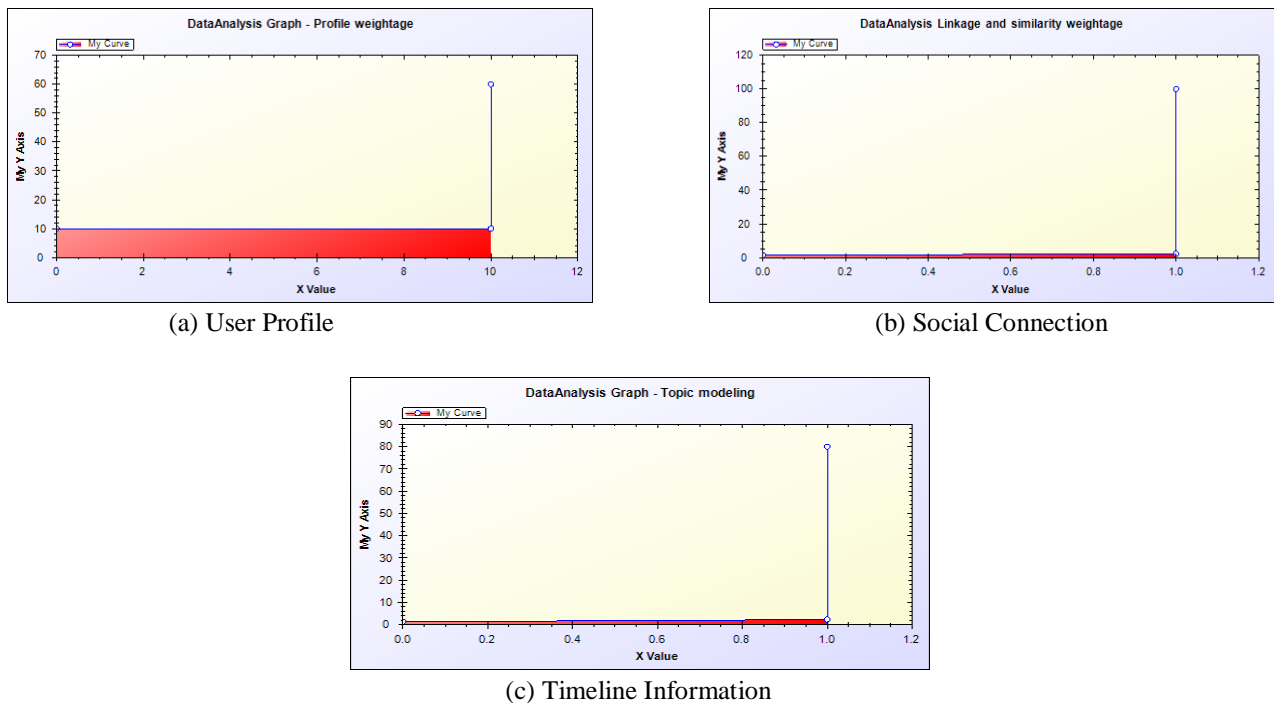 DataAnalysis Graph - Profile weightage
My Curve
My Y Axis
70
60
50
40
30
20
10
0
0 2 4 6 8 10 12
X Value
(a) User Profile
DataAnalysis Linkage and similarity weightage
My Curve
My Y Axis
120
100
80
60
40
20
0
0.0 0.2 0.4 0.6 0.8 1.0 1.2
X Value
(b) Social Connection
DataAnalysis Graph - Topic modeling
My Curve
My Y Axis
90
80
70
60
50
40
30
20
10
0
0.0 0.2 0.4 0.6 0.8 1.0 1.2
X Value
(c) Timeline Information